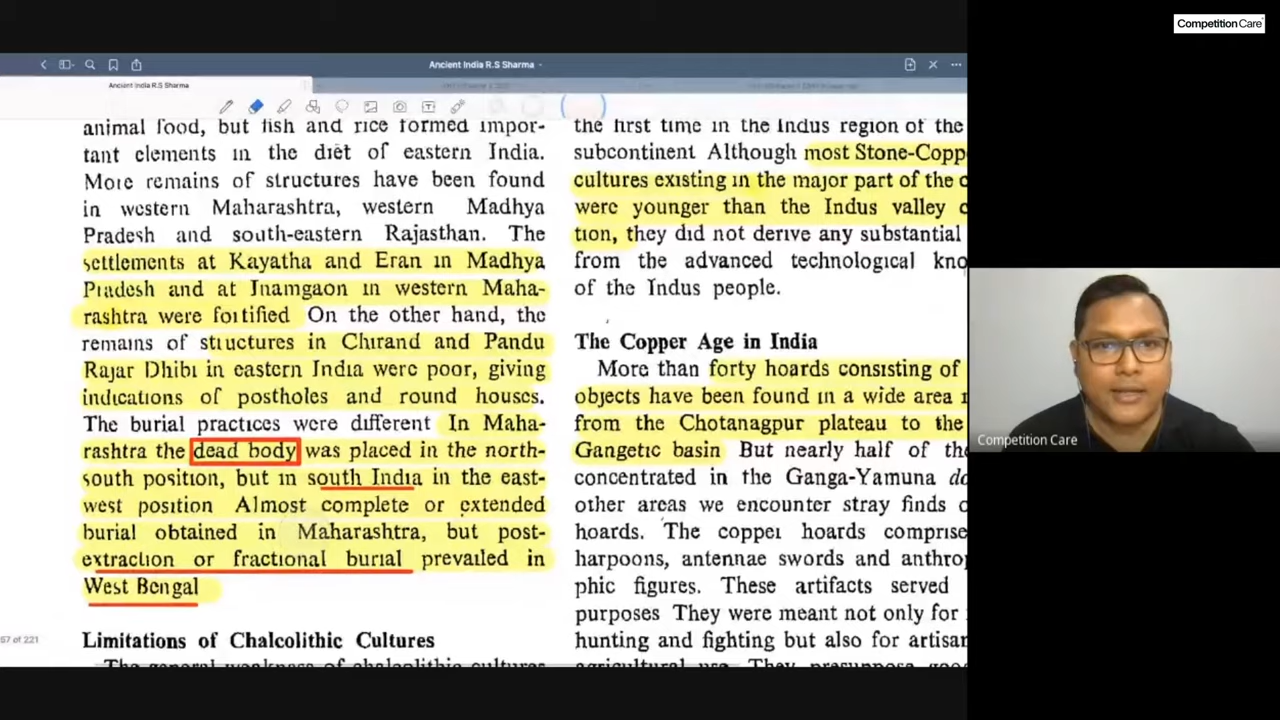 Competition Care
Ancient India R.S Sharma
Ancient India R.S Sharma
animal food, but fish and rice formed impor-
tant elements in the diet of eastern India.
More remains of structures have been found
in western Maharashtra, western Madhya
Pradesh and south-eastern Rajasthan. The
settlements at Kayatha and Eran in Madhya
Pradesh and at Inamgaon in western Maha-
rashtra were fortified On the other hand, the
remains of structures in Chirand and Pandu
Rajar Dhibi in eastern India were poor, giving
indications of postholes and round houses.
The burial practices were different In Maha-
rashtra the dead body was placed in the north-
south position, but in south India in the east-
west position Almost complete or extended
burial obtained in Maharashtra, but post-
extraction or fractional burial prevailed in
West Bengal
57 of 221
Limitations of Chalcolithic Cultures
The general weakness of chalcolithic cultures
the first time in the Indus region of the
subcontinent Although most Stone-Copp
cultures existing in the major part of the c
were younger than the Indus valley c
tion, they did not derive any substantial
from the advanced technological kno
of the Indus people.
The Copper Age in India
More than forty hoards consisting of
objects have been found in a wide area
from the Chotanagpur plateau to the
Gangetic basin But nearly half of the
concentrated in the Ganga-Yamuna do
other areas we encounter stray finds o
hoards. The copper hoards comprise
harpoons, antennae swords and anthrop
phic figures. These artifacts served
purposes They were meant not only for
hunting and fighting but also for artisan
agricultural use. They presuppose goo
Competition Care